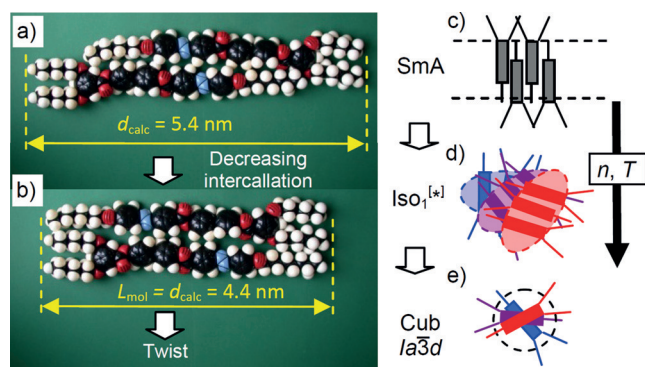 a)
d_calc = 5.4 nm
Decreasing
intercallation
b)
L_mol = d_calc = 4.4 nm
Twist
c)
SmA
n, T
d)
Iso₁[*]
e)
Cub
Ia3̅d